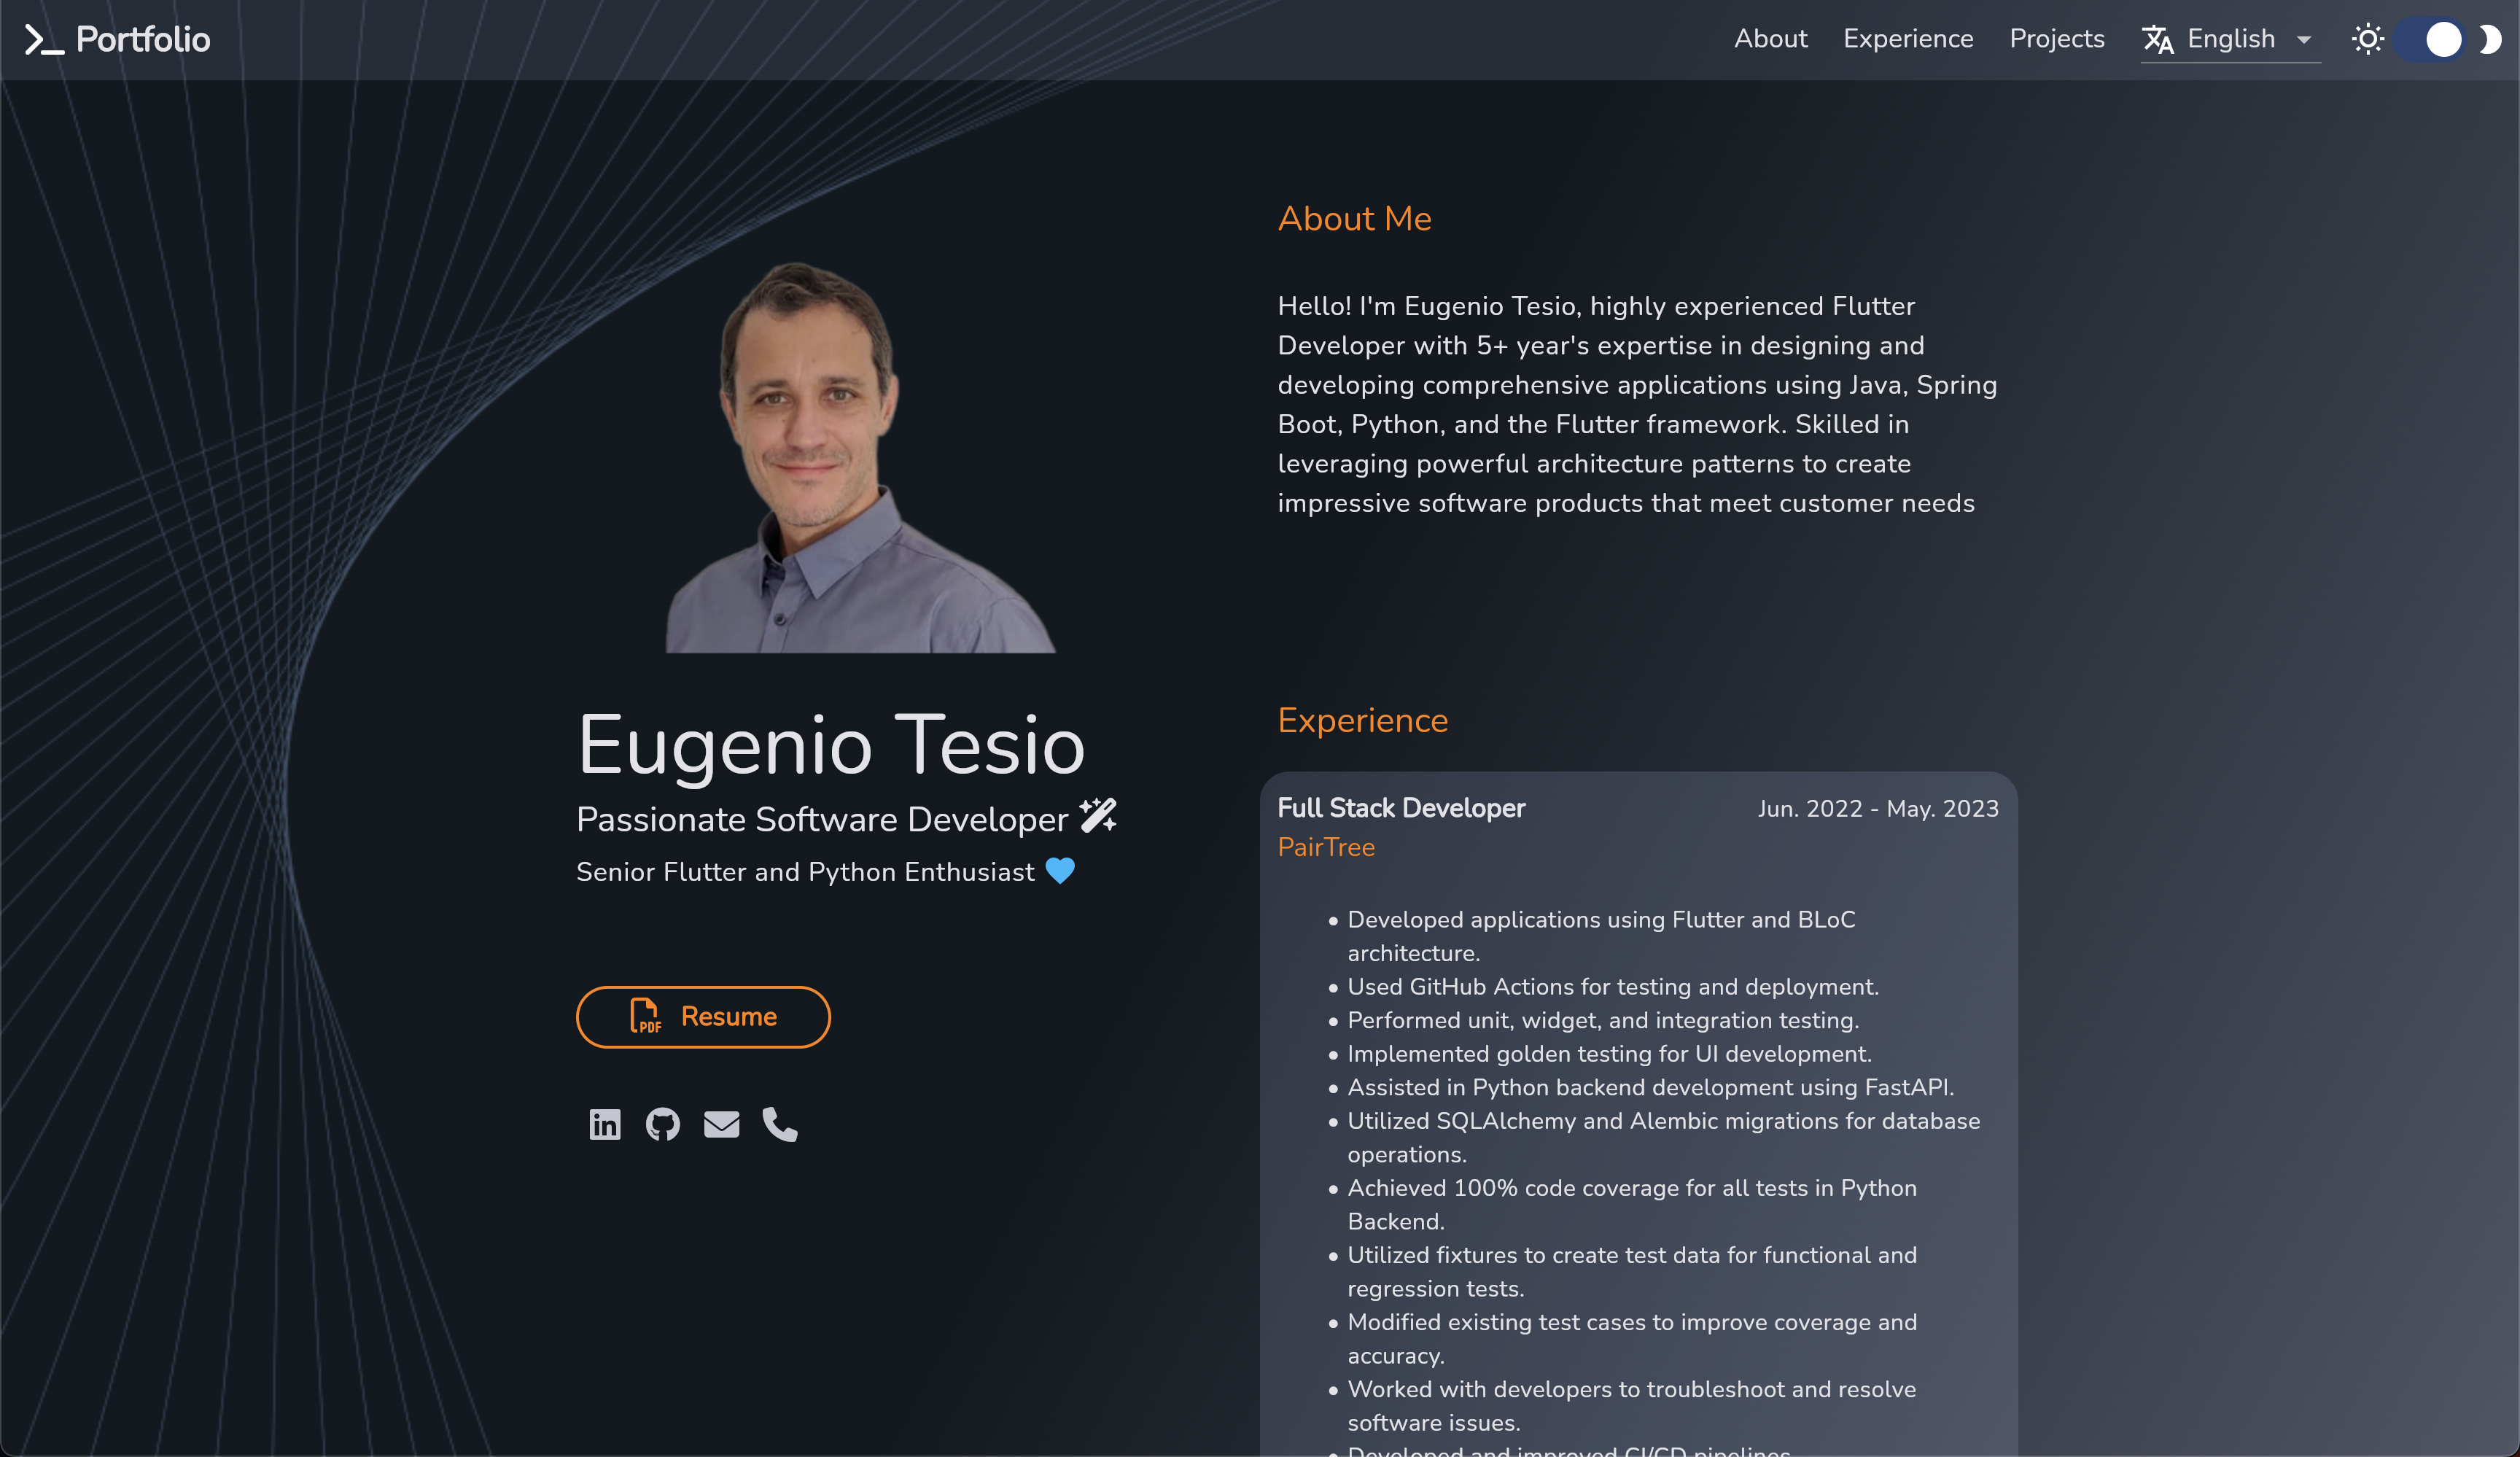 Portfolio
About
Experience
Projects
English
Eugenio Tesio
Passionate Software Developer
Senior Flutter and Python Enthusiast
PDF
Resume
in
About Me
Hello! I'm Eugenio Tesio, highly experienced Flutter
Developer with 5+ year's expertise in designing and
developing comprehensive applications using Java, Spring
Boot, Python, and the Flutter framework. Skilled in
leveraging powerful architecture patterns to create
impressive software products that meet customer needs
Experience
Full Stack Developer
Jun. 2022 - May. 2023
PairTree
• Developed applications using Flutter and BLoC
architecture.
• Used GitHub Actions for testing and deployment.
• Performed unit, widget, and integration testing.
• Implemented golden testing for UI development.
• Assisted in Python backend development using FastAPI.
• Utilized SQLAlchemy and Alembic migrations for database
operations.
• Achieved 100% code coverage for all tests in Python
Backend.
• Utilized fixtures to create test data for functional and
regression tests.
• Modified existing test cases to improve coverage and
accuracy.
• Worked with developers to troubleshoot and resolve
software issues.
• Developed and improved CI/CD pipelines